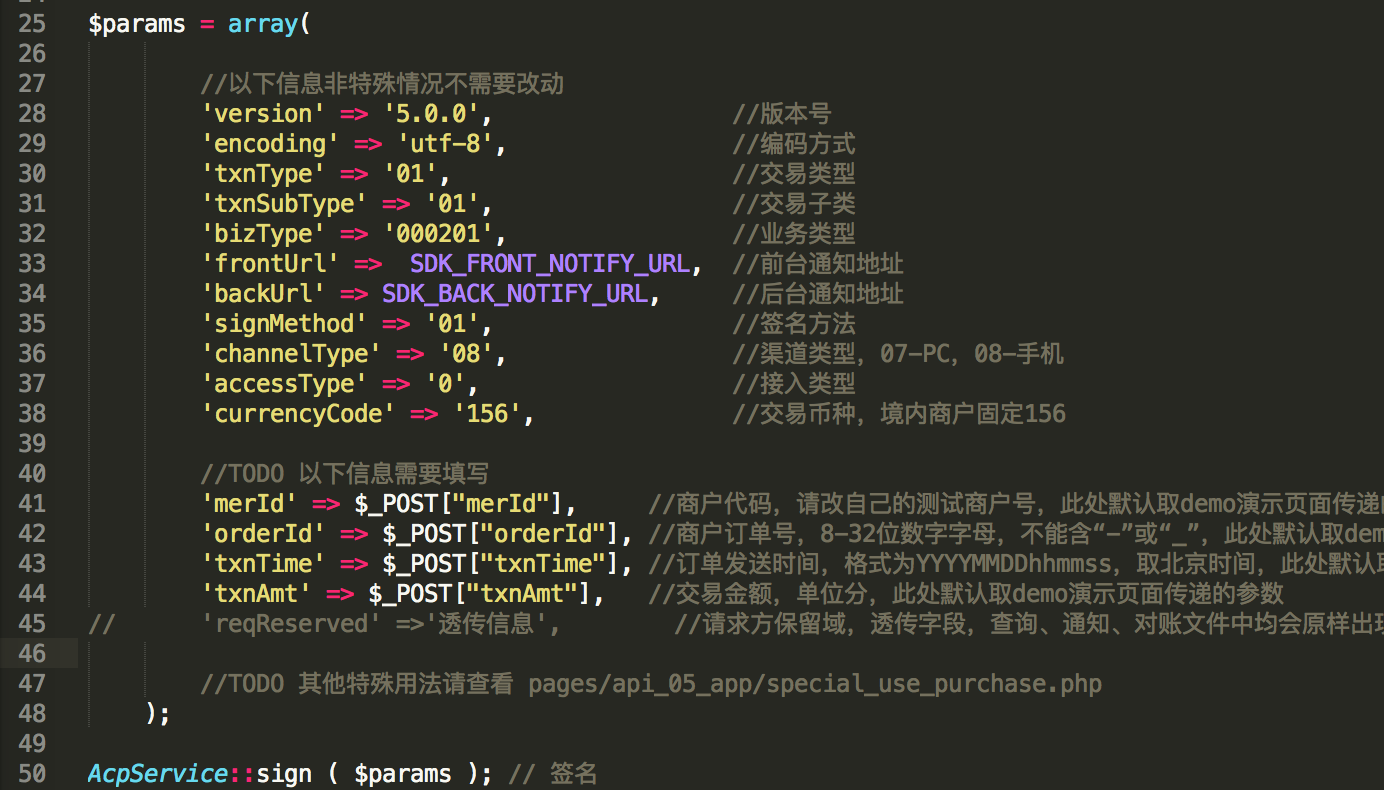 25 $params = array(
26
27 //以下信息非特殊情况不需要改动
28 'version' => '5.0.0', //版本号
29 'encoding' => 'utf-8', //编码方式
30 'txnType' => '01', //交易类型
31 'txnSubType' => '01', //交易子类
32 'bizType' => '000201', //业务类型
33 'frontUrl' =>  SDK_FRONT_NOTIFY_URL, //前台通知地址
34 'backUrl' => SDK_BACK_NOTIFY_URL, //后台通知地址
35 'signMethod' => '01', //签名方法
36 'channelType' => '08', //渠道类型，07-PC，08-手机
37 'accessType' => '0', //接入类型
38 'currencyCode' => '156', //交易币种，境内商户固定156
39
40 //TODO 以下信息需要填写
41 'merId' => $_POST["merId"], //商户代码，请改自己的测试商户号，此处默认取demo演示页面传递
42 'orderId' => $_POST["orderId"], //商户订单号，8-32位数字字母，不能含“-”或“_”，此处默认取dem
43 'txnTime' => $_POST["txnTime"], //订单发送时间，格式为YYYYMMDDhhmmss，取北京时间，此处默认取
44 'txnAmt' => $_POST["txnAmt"], //交易金额，单位分，此处默认取demo演示页面传递的参数
45 // 'reqReserved' =>'透传信息', //请求方保留域，透传字段，查询、通知、对账文件中均会原样出现
46
47 //TODO 其他特殊用法请查看 pages/api_05_app/special_use_purchase.php
48 );
49
50 AcpService::sign ( $params ); // 签名